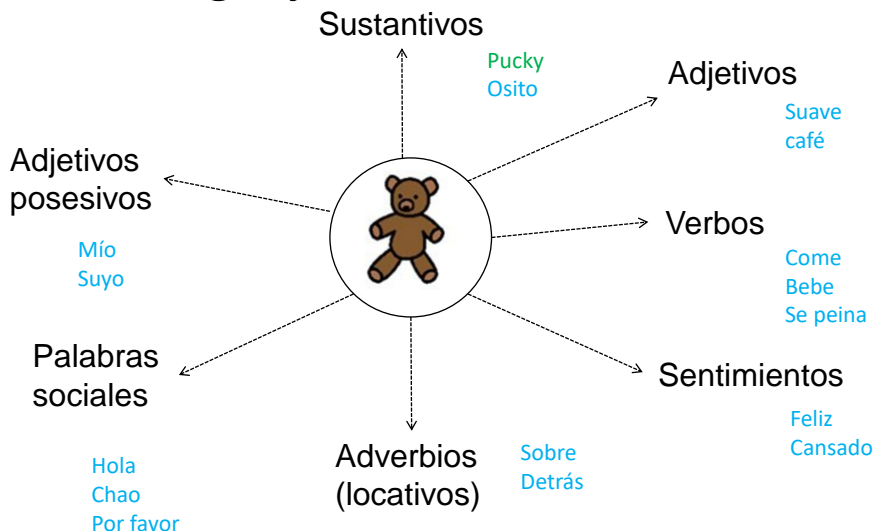 Sustantivos
Pucky
Osito
Adjetivos
Suave
café
Adjetivos
posesivos
Mío
Suyo
Verbos
Come
Bebe
Se peina
Palabras
sociales
Hola
Chao
Por favor
Adverbios
(locativos)
Sobre
Detrás
Sentimientos
Feliz
Cansado